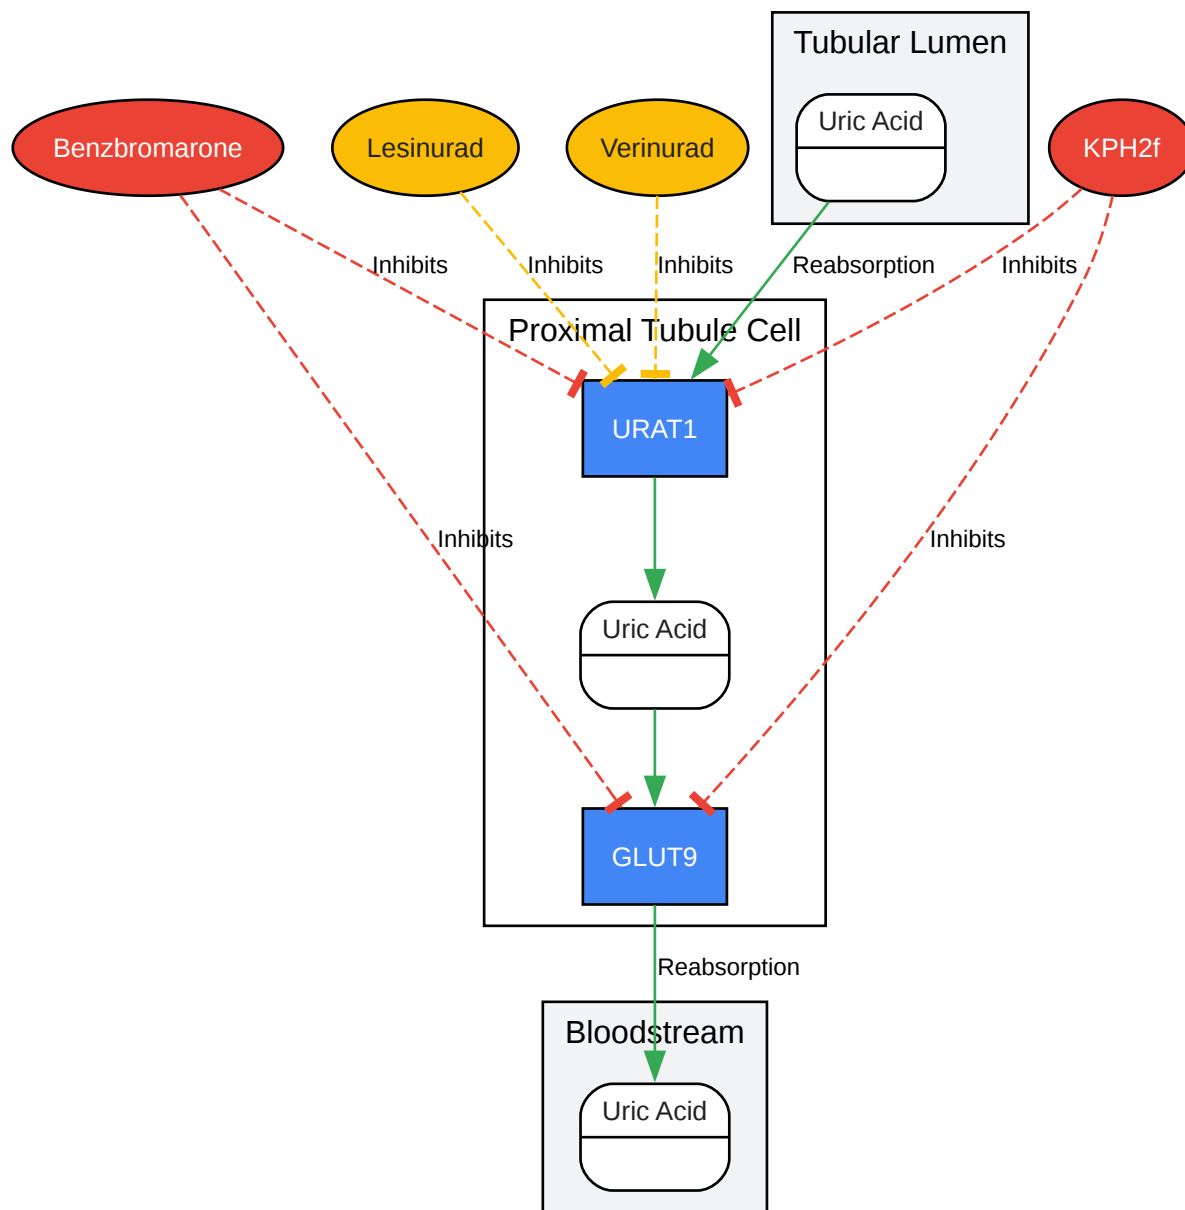 Tubular Lumen
Uric Acid
Benzbromarone
Lesinurad
Verinurad
KPH2f
Inhibits
Inhibits
Inhibits
Reabsorption
Inhibits
Proximal Tubule Cell
URAT1
Inhibits
Inhibits
Uric Acid
GLUT9
Reabsorption
Bloodstream
Uric Acid